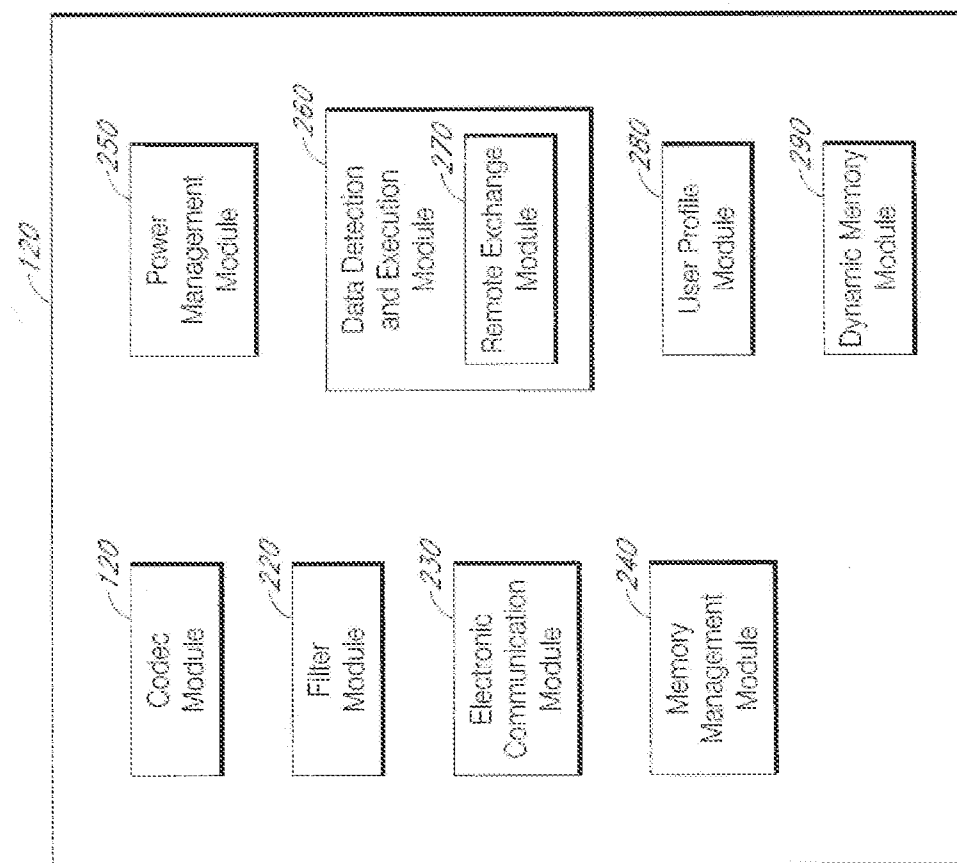 120
120
Codec
Module
220
Filter
Module
230
Electronic
Communication
Module
240
Memory
Management
Module
250
Power
Management
Module
260
Data Detection
and Execution
Module
270
Remote Exchange
Module
280
User Profile
Module
290
Dynamic Memory
Module